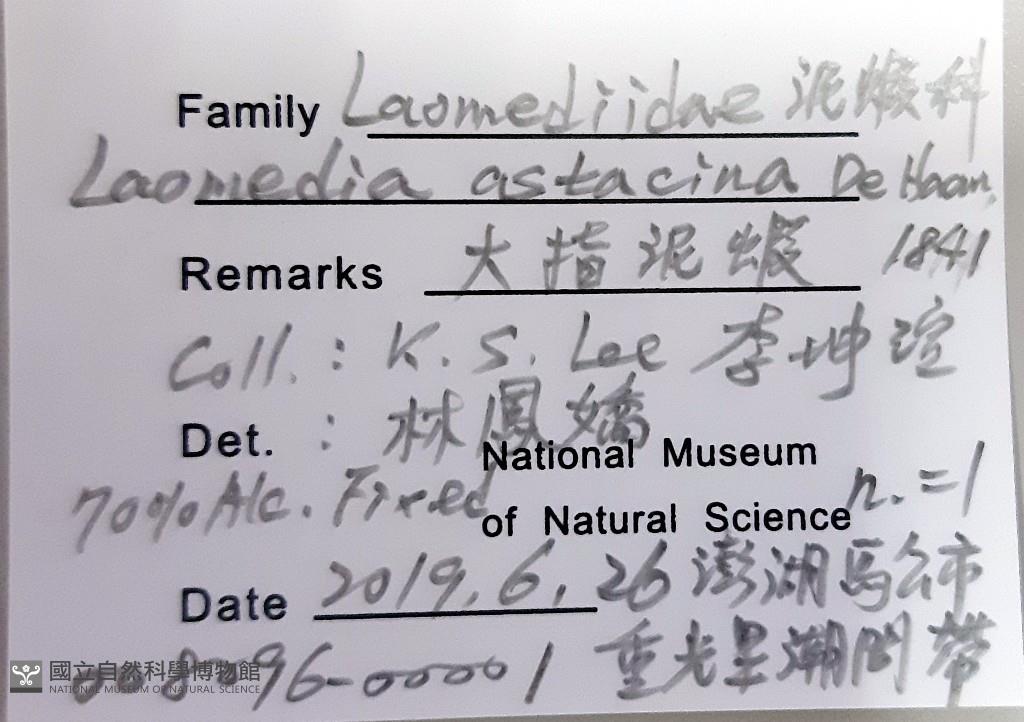 Family Laomediidae 泥蝦科
Laomedia astacina De Haan,
1841
Remarks 大指泥蝦
Coll. : K. S. Lee 李坤瑄
Det. : 林鳳嬌
National Museum
70% Alc. Fixed
of Natural Science n. = 1
Date 2019. 6. 26 澎湖馬公市
96-00001 重光里潮間帶
國立自然科學博物館
NATIONAL MUSEUM OF NATURAL SCIENCE